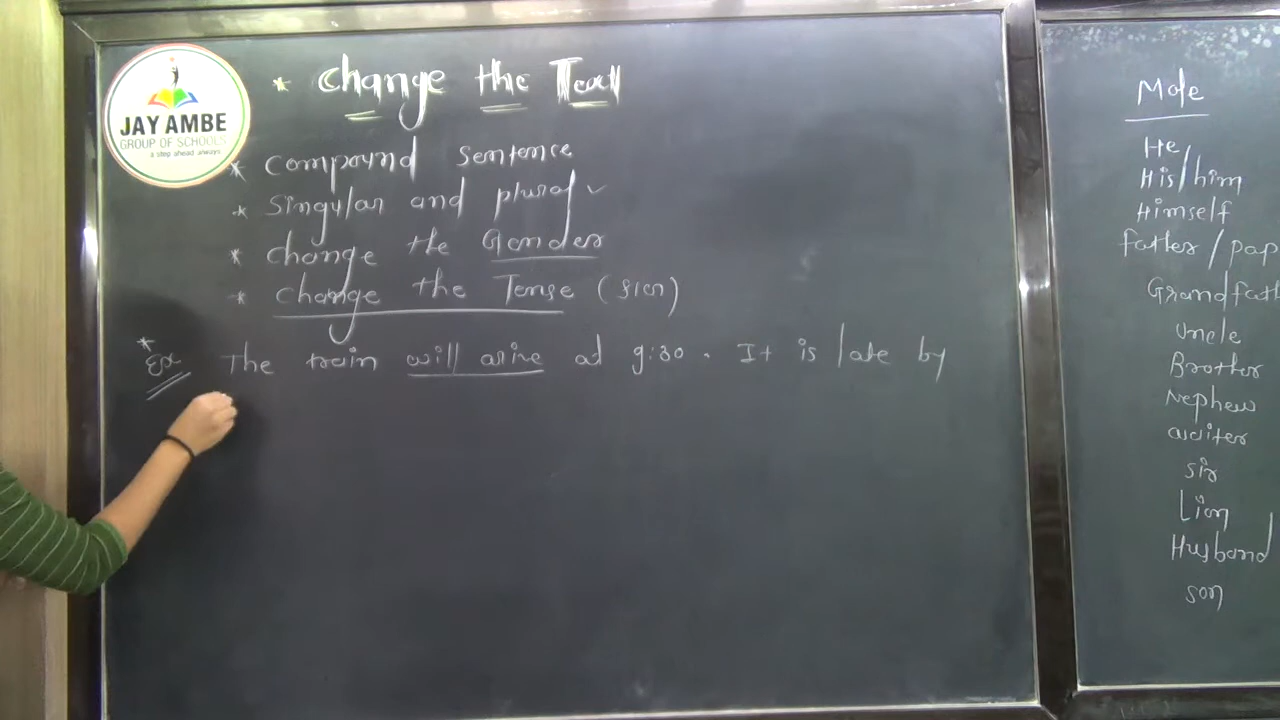 * Change the Text
JAY AMBE
GROUP OF SCHOOLS
a step ahead always
* Compound sentence
* Singular and plural ✓
* change the Gender
* change the Tense (sign)
* Ex The train will arive at 9:30. It is late by
Male
He
His/him
Himself
father / pap
Grandfat
Uncle
Brother
Nephew
waiter
sir
Lion
Husband
son